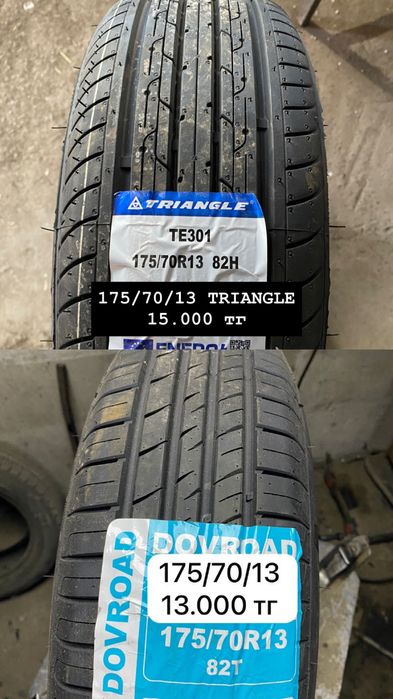 TRIANGLE
TE301
175/70R13 82H
175/70/13 TRIANGLE
15.000 тг
DOVROAD
DOVROAD
175/70/13
13.000 тг
175/70R13
82T